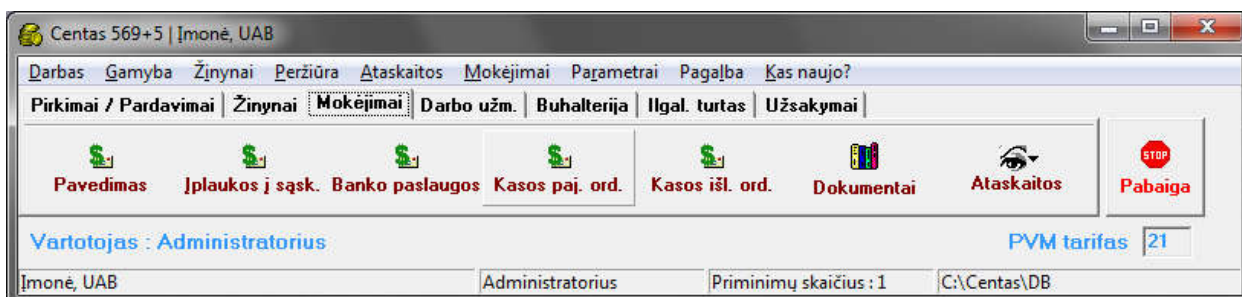 Centas 569+5 | Įmonė, UAB
Darbas Gamyba Žinynai Peržiūra Ataskaitos Mokėjimai Parametrai Pagalba Kas naujo?
Pirkimai / Pardavimai Žinynai Mokėjimai Darbo užm. Buhalterija Ilgal. turtas Užsakymai
Pavedimas Įplaukos į sąsk. Banko paslaugos Kasos paj. ord. Kasos išl. ord. Dokumentai Ataskaitos STOP Pabaiga
Vartotojas : Administratorius PVM tarifas 21
Įmonė, UAB Administratorius Priminimų skaičius : 1 C:\Centas\DB